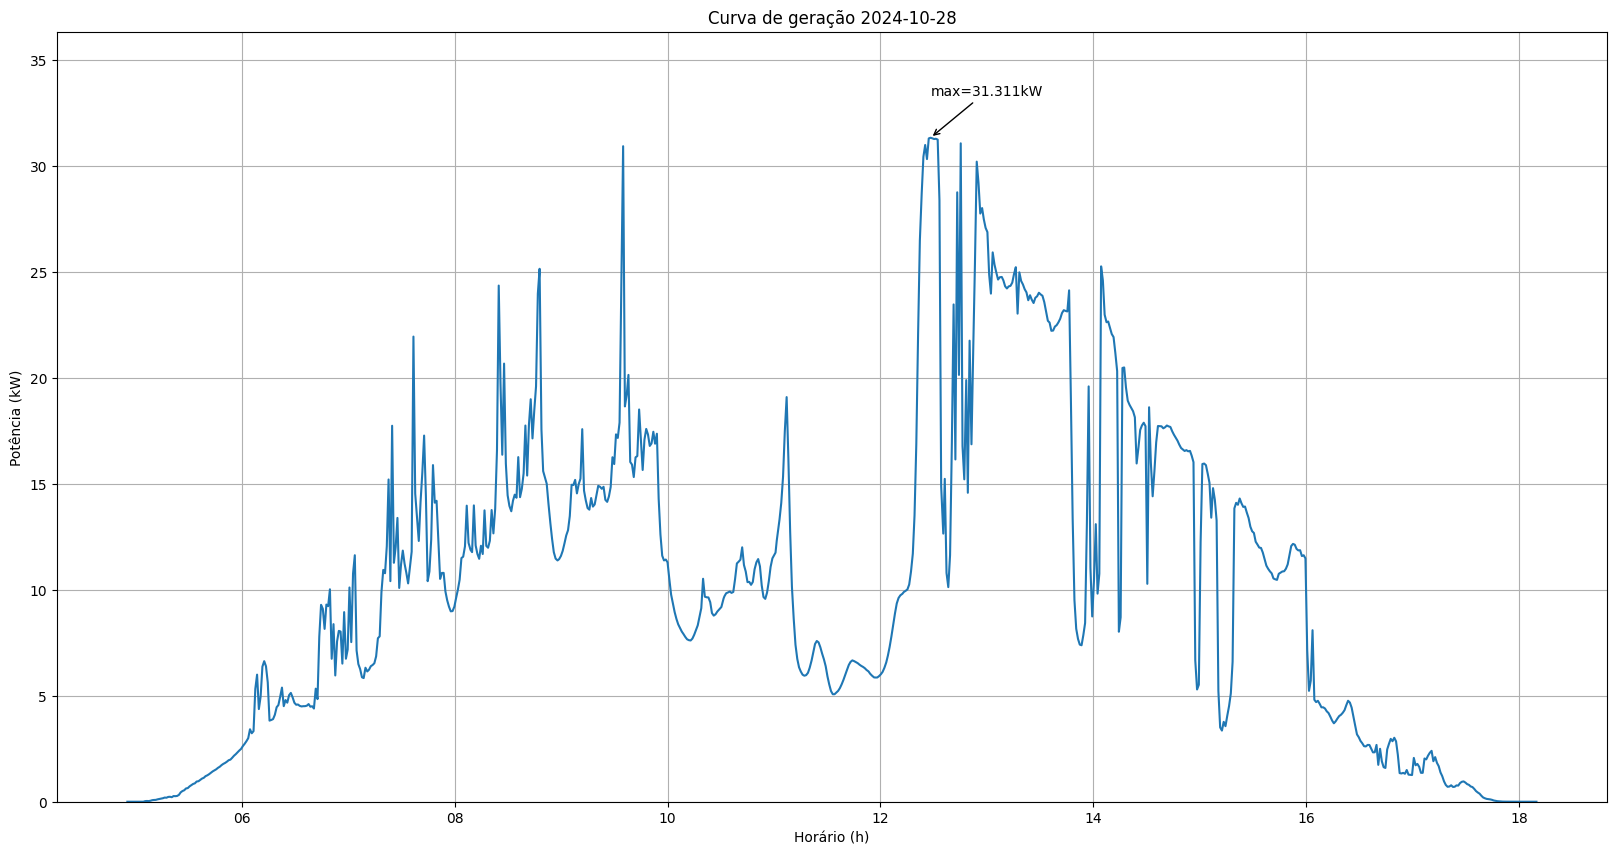 Curva de geração 2024-10-28
max=31.311kW
Potência (kW)
35
30
25
20
15
10
5
0
06 08 10 12 14 16 18
Horário (h)